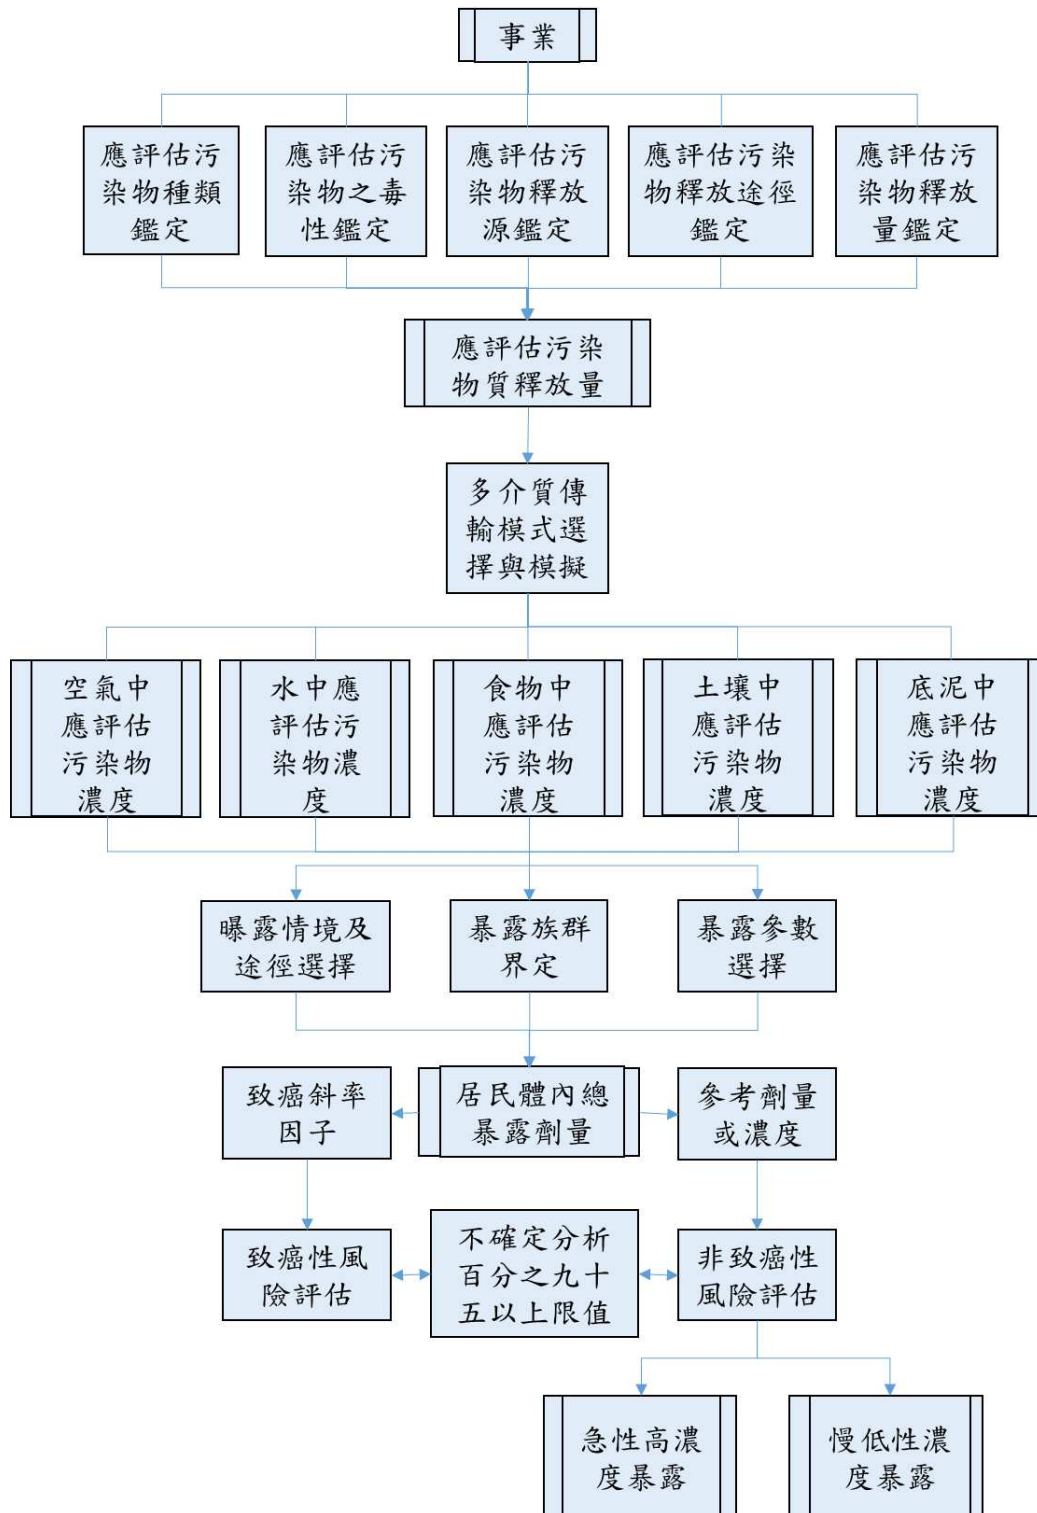 事業
應評估污
染物種類
鑑定
應評估污
染物之毒
性鑑定
應評估污
染物釋放
源鑑定
應評估污染
物釋放途徑
鑑定
應評估污
染物釋放
量鑑定
應評估污染
物質釋放量
多介質傳
輸模式選
擇與模擬
空氣中
應評估
污染物
濃度
水中應
評估污
染物濃
度
食物中
應評估
污染物
濃度
土壤中
應評估
污染物
濃度
底泥中
應評估
污染物
濃度
曝露情境及
途徑選擇
暴露族群
界定
暴露參數
選擇
致癌斜率
因子
居民體內總
暴露劑量
參考劑量
或濃度
致癌性風
險評估
不確定分析
百分之九十
五以上限值
非致癌性
風險評估
急性高濃
度暴露
慢低性濃
度暴露